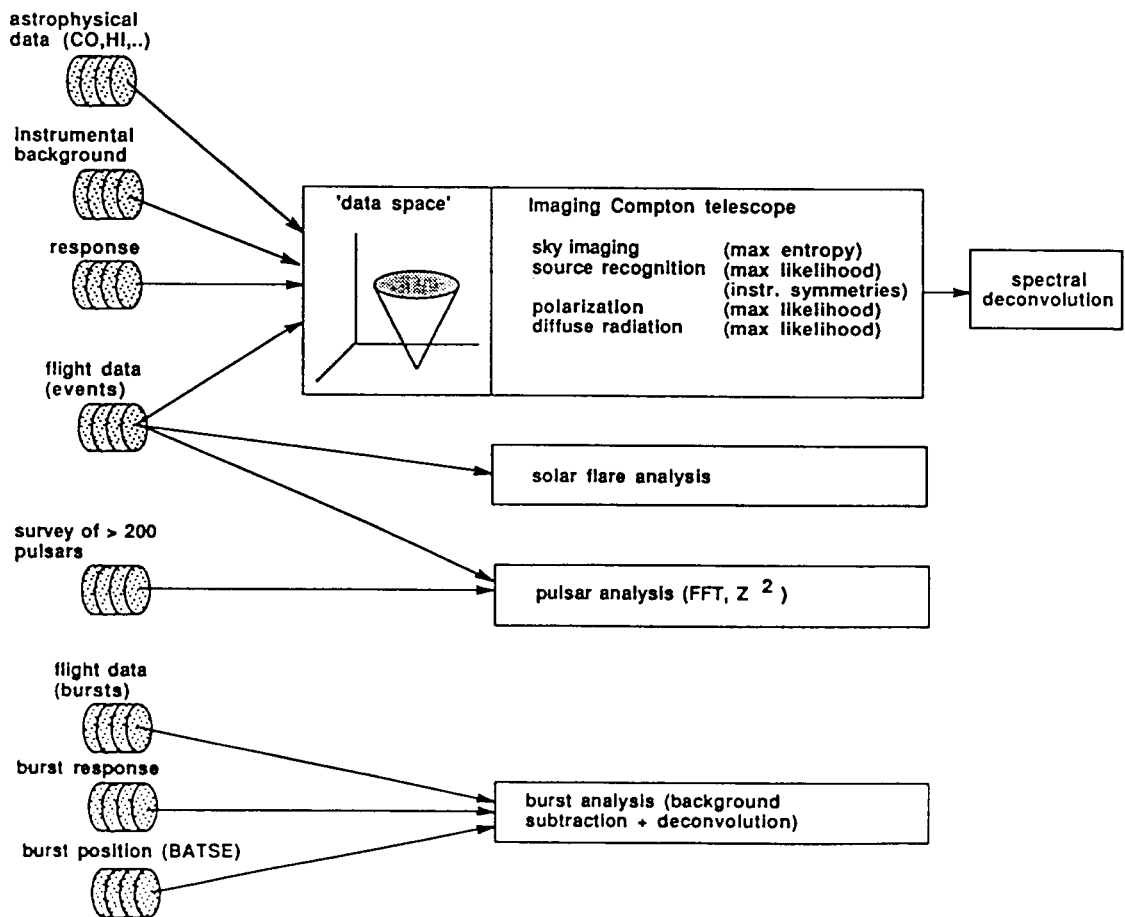 astrophysical
data (CO,HI,..)
instrumental
background
response
flight data
(events)
survey of > 200
pulsars
flight data
(bursts)
burst response
burst position (BATSE)
'data space'
Imaging Compton telescope
sky imaging (max entropy)
source recognition (max likelihood)
(instr. symmetries)
polarization (max likelihood)
diffuse radiation (max likelihood)
spectral
deconvolution
solar flare analysis
pulsar analysis (FFT, Z 2 )
burst analysis (background
subtraction + deconvolution)